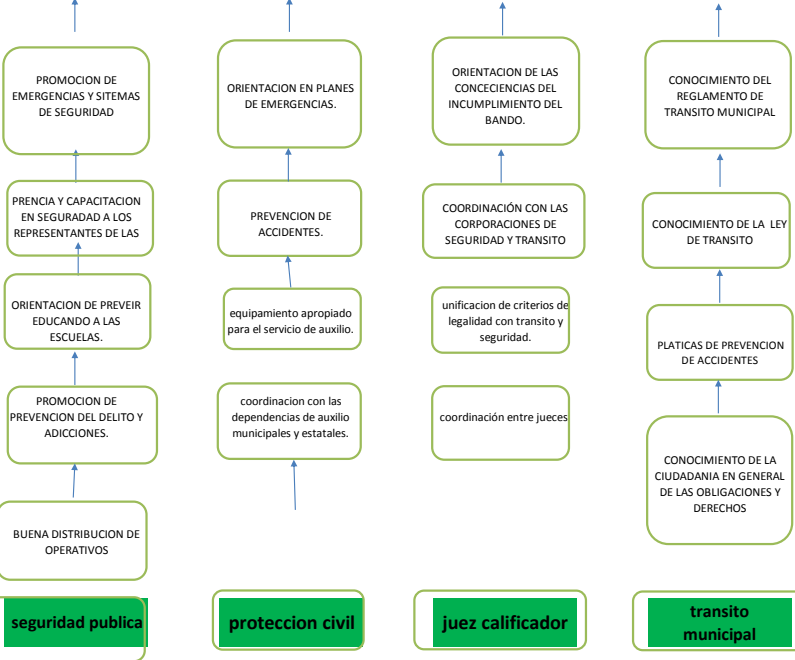 PROMOCION DE
EMERGENCIAS Y SITEMAS
DE SEGURIDAD
PRENCIA Y CAPACITACION
EN SEGURADAD A LOS
REPRESENTANTES DE LAS
ORIENTACION DE PREVEIR
EDUCANDO A LAS
ESCUELAS.
PROMOCION DE
PREVENCION DEL DELITO Y
ADICCIONES.
BUENA DISTRIBUCION DE
OPERATIVOS
seguridad publica
ORIENTACION EN PLANES
DE EMERGENCIAS.
PREVENCION DE
ACCIDENTES.
equipamiento apropiado
para el servicio de auxilio.
coordinacion con las
dependencias de auxilio
municipales y estatales.
proteccion civil
ORIENTACION DE LAS
CONCECIENCIAS DEL
INCUMPLIMIENTO DEL
BANDO.
COORDINACIÓN CON LAS
CORPORACIONES DE
SEGURIDAD Y TRANSITO
unificacion de criterios de
legalidad con transito y
seguridad.
coordinación entre jueces
juez calificador
CONOCIMIENTO DEL
REGLAMENTO DE
TRANSITO MUNICIPAL
CONOCIMIENTO DE LA LEY
DE TRANSITO
PLATICAS DE PREVENCION
DE ACCIDENTES
CONOCIMIENTO DE LA
CIUDADANIA EN GENERAL
DE LAS OBLIGACIONES Y
DERECHOS
transito
municipal